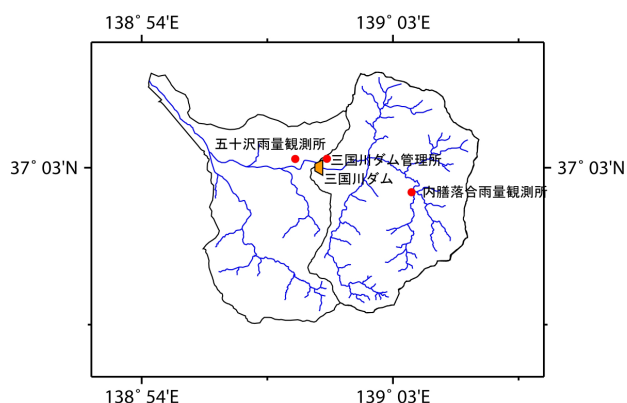 138° 54'E
139° 03'E
五十沢雨量観測所
三国川ダム管理所
37° 03'N
37° 03'N
三国川ダム
内膳落合雨量観測所
138° 54'E
139° 03'E